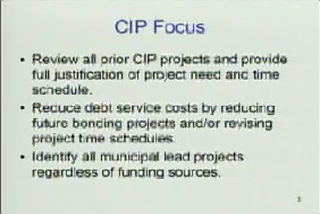 CIP Focus
• Review all prior CIP projects and provide
full justification of project need and time
schedule.
• Reduce debt service costs by reducing
future bonding projects and/or revising
project time schedules.
• Identify all municipal lead projects
regardless of funding sources.